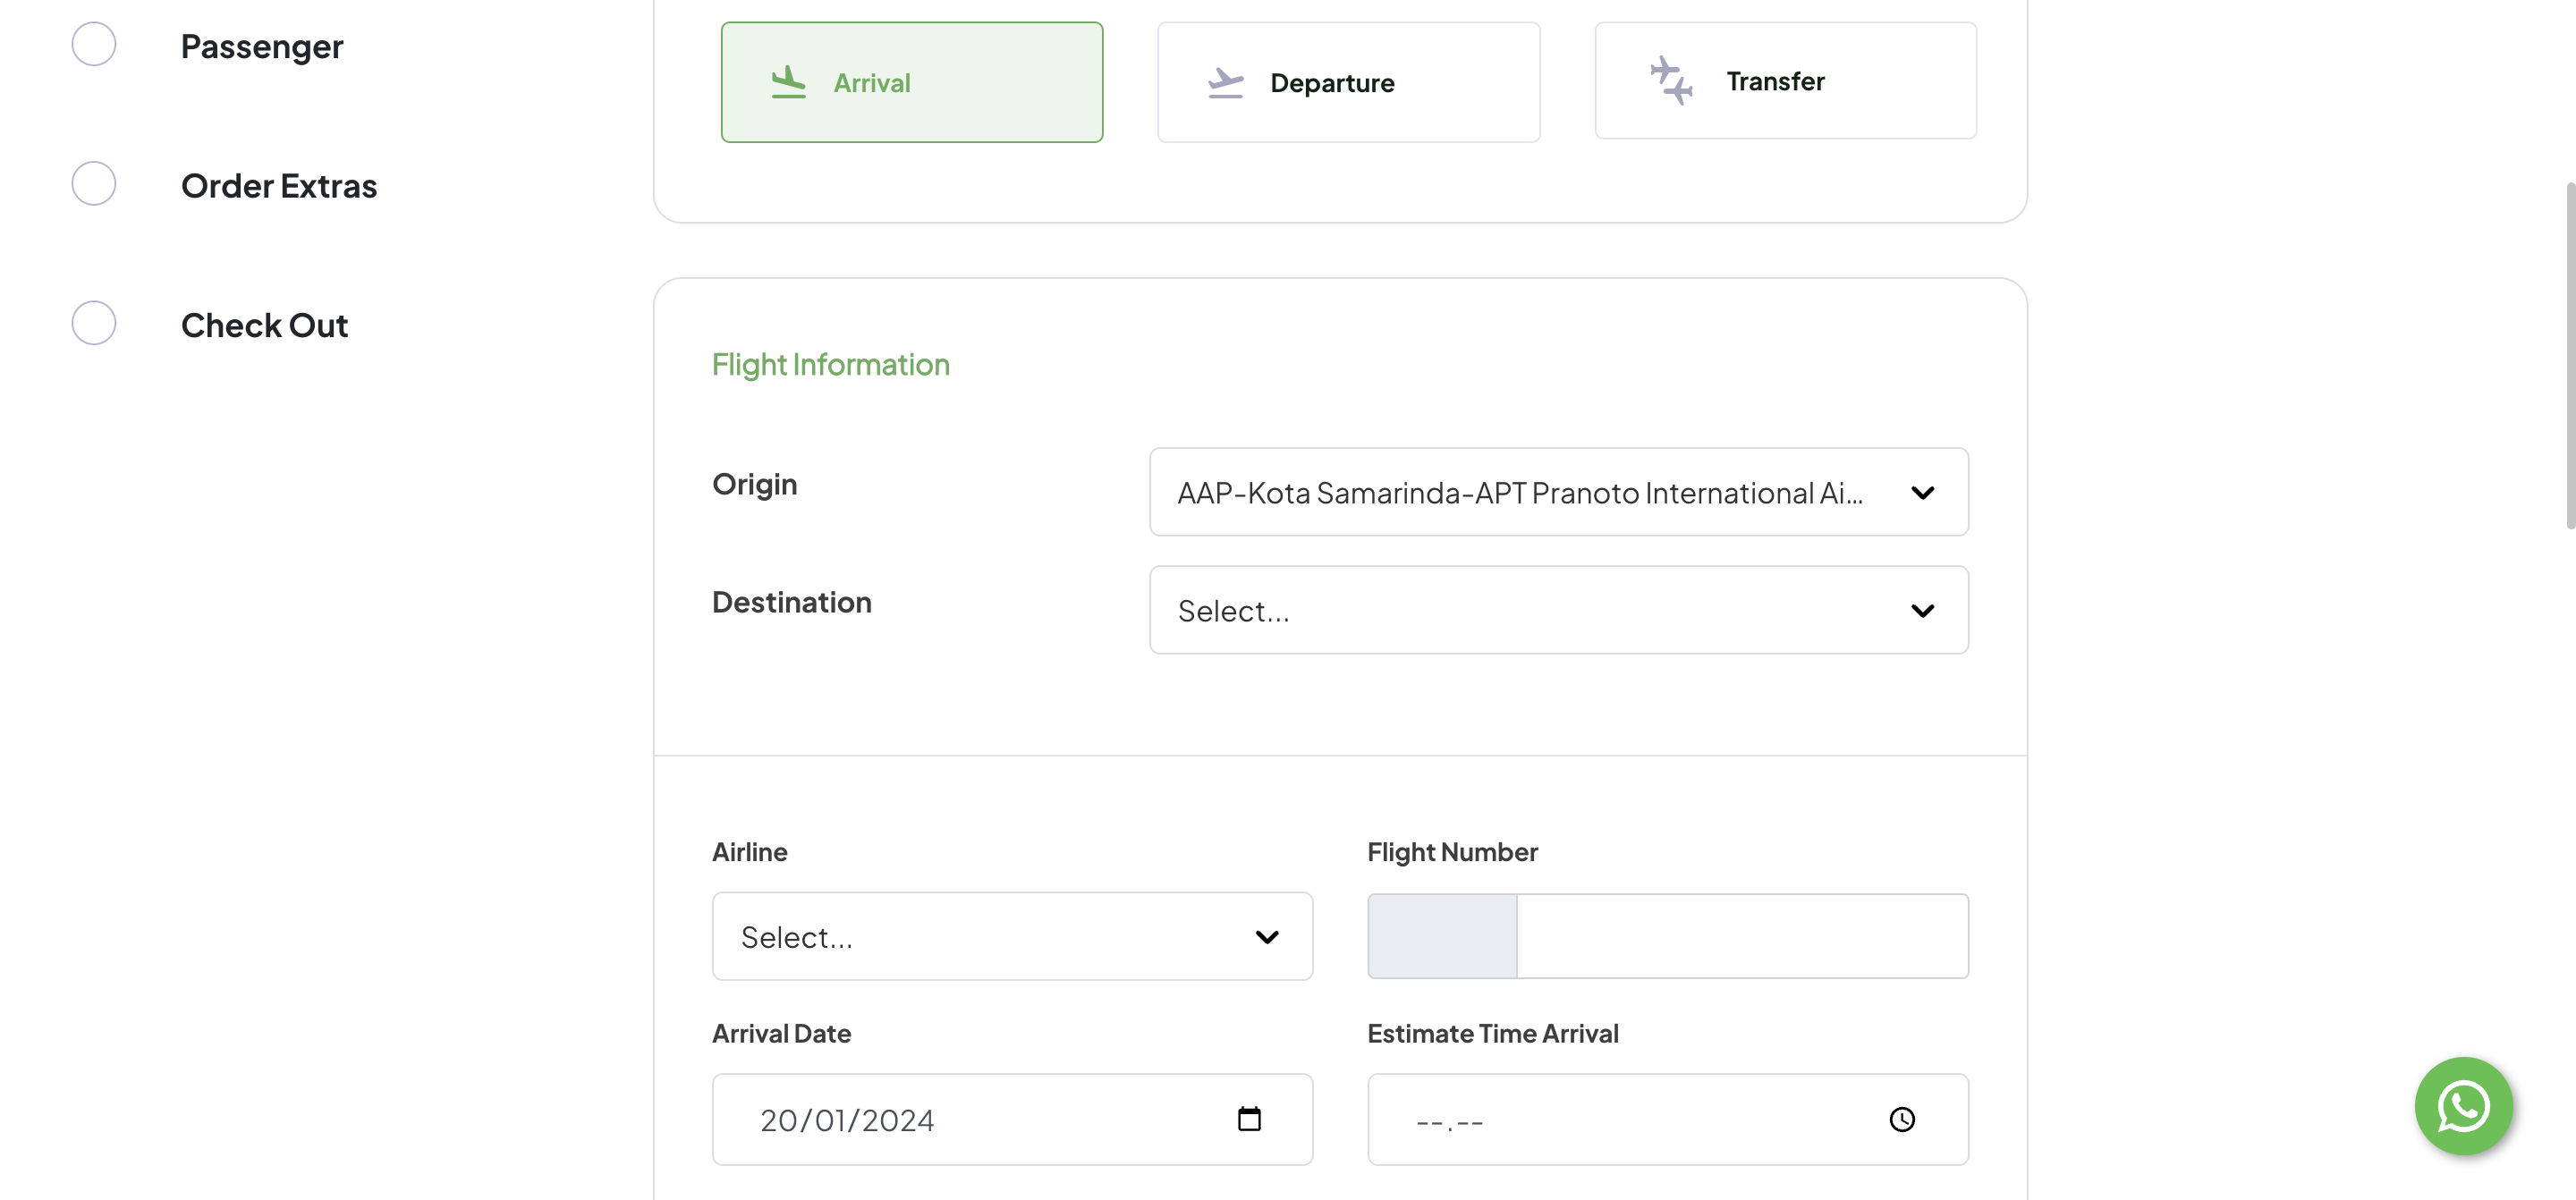 Passenger
Order Extras
Check Out
Arrival
Departure
Transfer
Flight Information
Origin
AAP-Kota Samarinda-APT Pranoto International Ai...
Destination
Select...
Airline
Flight Number
Select...
Arrival Date
Estimate Time Arrival
20/01/2024
--.--